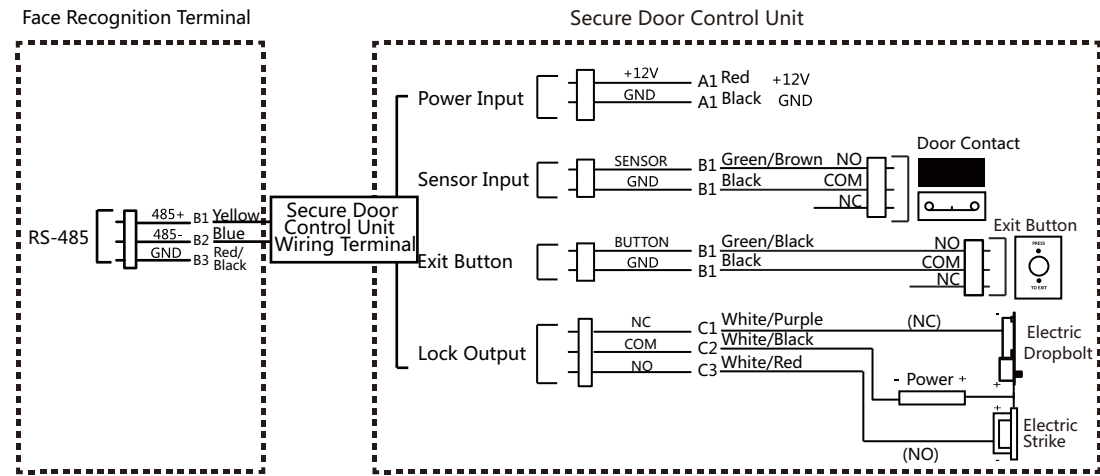 Face Recognition Terminal
Secure Door Control Unit
Power Input
+12V
A1 Red
+12V
GND
A1 Black
GND
Sensor Input
SENSOR
B1 Green/Brown
NO
GND
B1 Black
COM
NC
Door Contact
RS-485
485+
B1 Yellow
485-
B2 Blue
GND
B3 Red/
Black
Secure Door
Control Unit
Wiring Terminal
Exit Button
BUTTON
B1 Green/Black
NO
GND
B1 Black
COM
NC
Exit Button
PRESS
TO EXIT
Lock Output
NC
C1 White/Purple
(NC)
COM
C2 White/Black
NO
C3 White/Red
- Power +
(NO)
-
Electric
Dropbolt
+
+
Electric
Strike
-